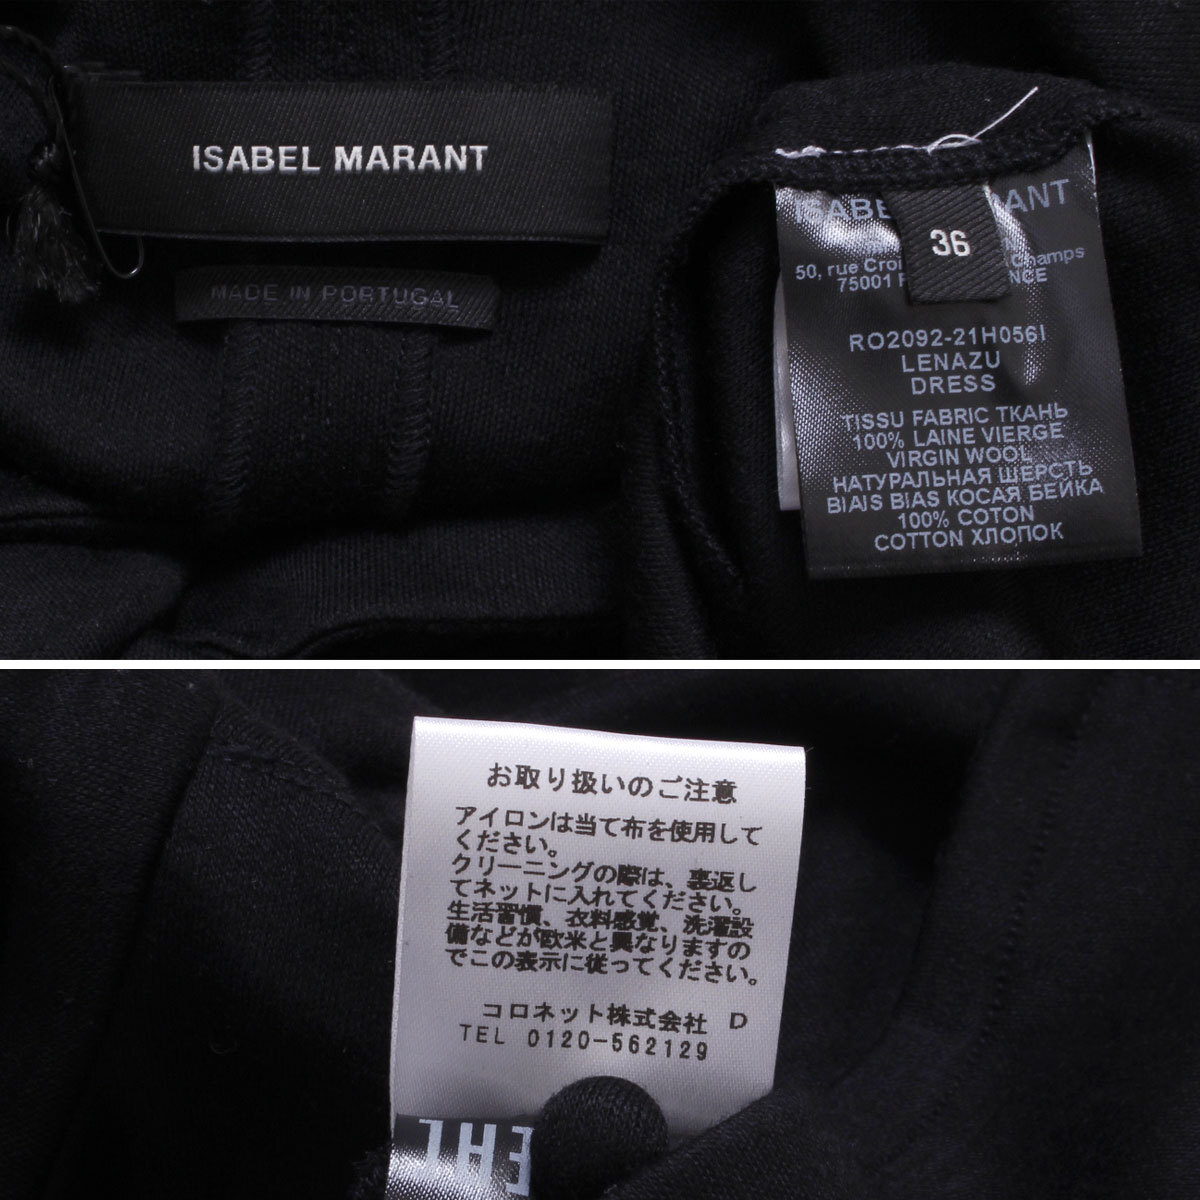 ISABEL MARANT
MADE IN PORTUGAL
36
50, rue Champs
75001
RO2092-21H056I
LENAZU
DRESS
TISSU FABRIC ТКАНЬ
100% LAINE VIERGE
VIRGIN WOOL
НАТУРАЛЬНАЯ ШЕРСТЬ
BIAIS BIAS КОСАЯ БЕЙКА
100% COTON
COTTON ХЛОПОК
お取り扱いのご注意
アイロンは当て布を使用して
ください。
クリーニングの際は、裏返し
てネットに入れてください。
生活習慣、衣料感覚、洗濯設
備などが欧米と異なりますの
でこの表示に従ってください。
コロネット株式会社 D
TEL 0120-562129